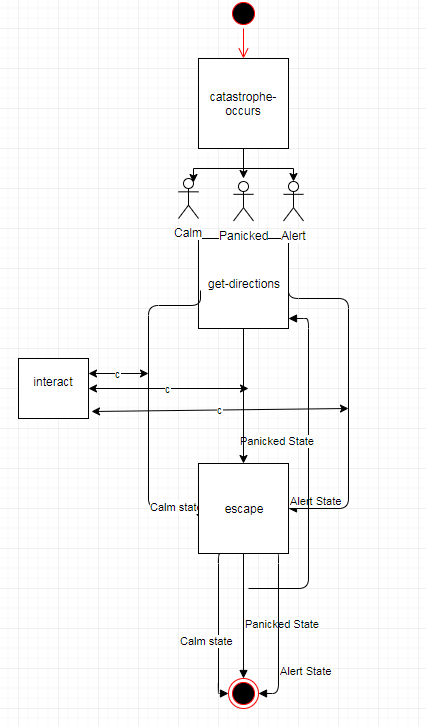 catastrophe-
occurs
Calm
Panicked
Alert
get-directions
interact
c
c
c
Panicked State
Calm state
escape
Alert State
Panicked State
Calm state
Alert State